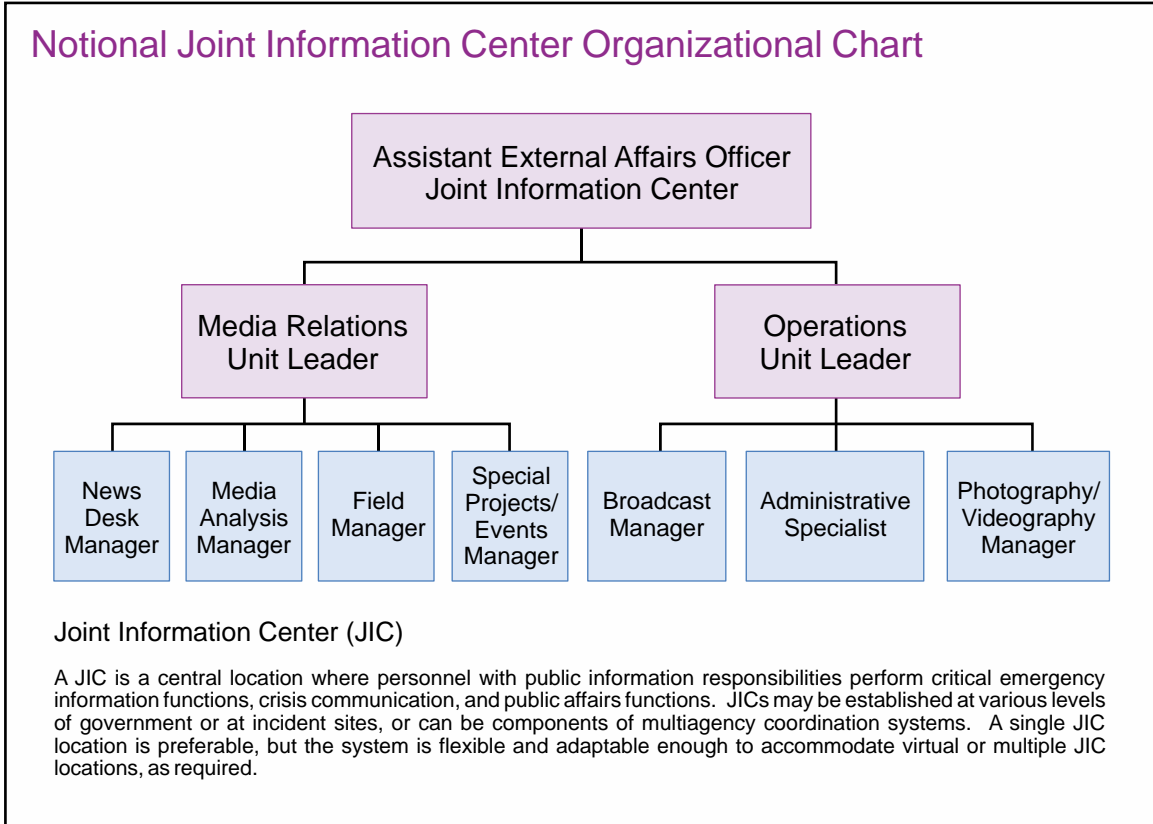 Notional Joint Information Center Organizational Chart
Assistant External Affairs Officer
Joint Information Center
Media Relations
Unit Leader
Operations
Unit Leader
News
Desk
Manager
Media
Analysis
Manager
Field
Manager
Special
Projects/
Events
Manager
Broadcast
Manager
Administrative
Specialist
Photography/
Videography
Manager
Joint Information Center (JIC)
A JIC is a central location where personnel with public information responsibilities perform critical emergency
information functions, crisis communication, and public affairs functions. JICs may be established at various levels
of government or at incident sites, or can be components of multiagency coordination systems. A single JIC
location is preferable, but the system is flexible and adaptable enough to accommodate virtual or multiple JIC
locations, as required.